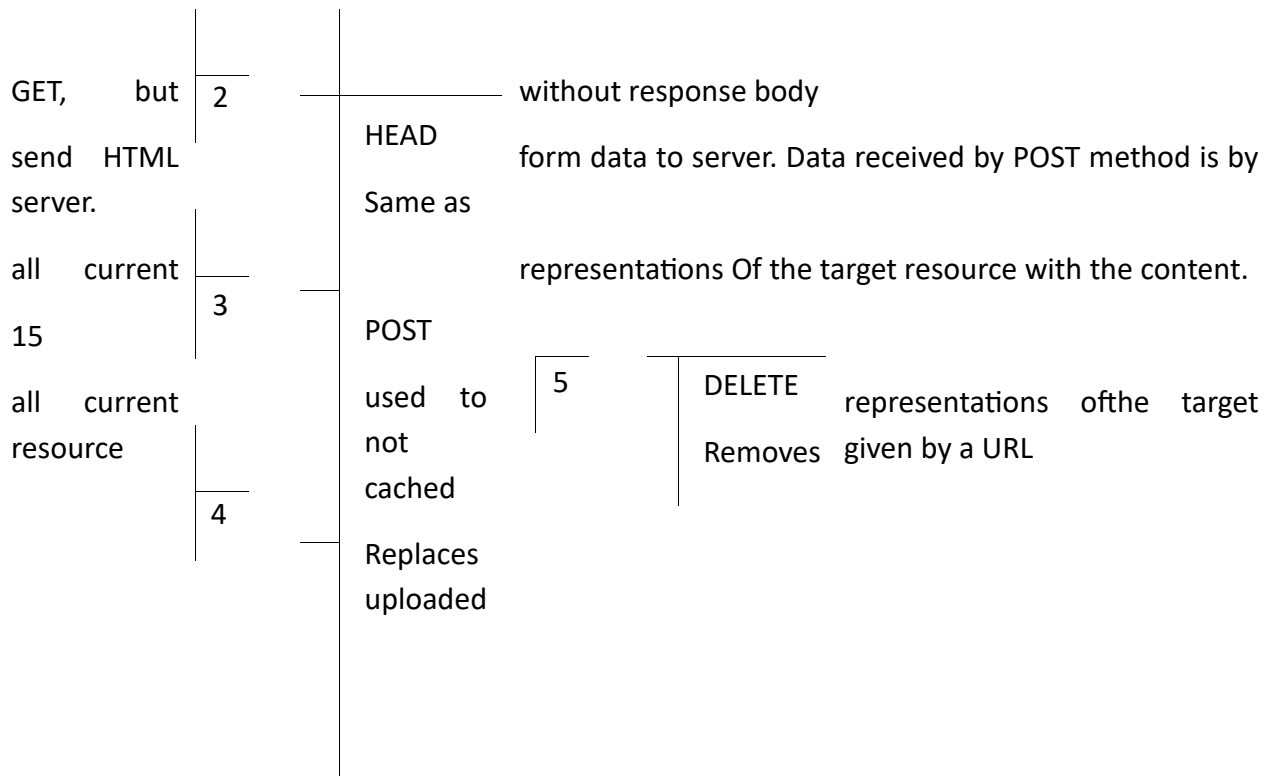 GET, but
send HTML
server.
all current
15
all current
resource
2
3
4
HEAD
Same as
POST
used to
not
cached
Replaces
uploaded
without response body
form data to server. Data received by POST method is by
representations Of the target resource with the content.
5
DELETE
Removes
representations ofthe target
given by a URL